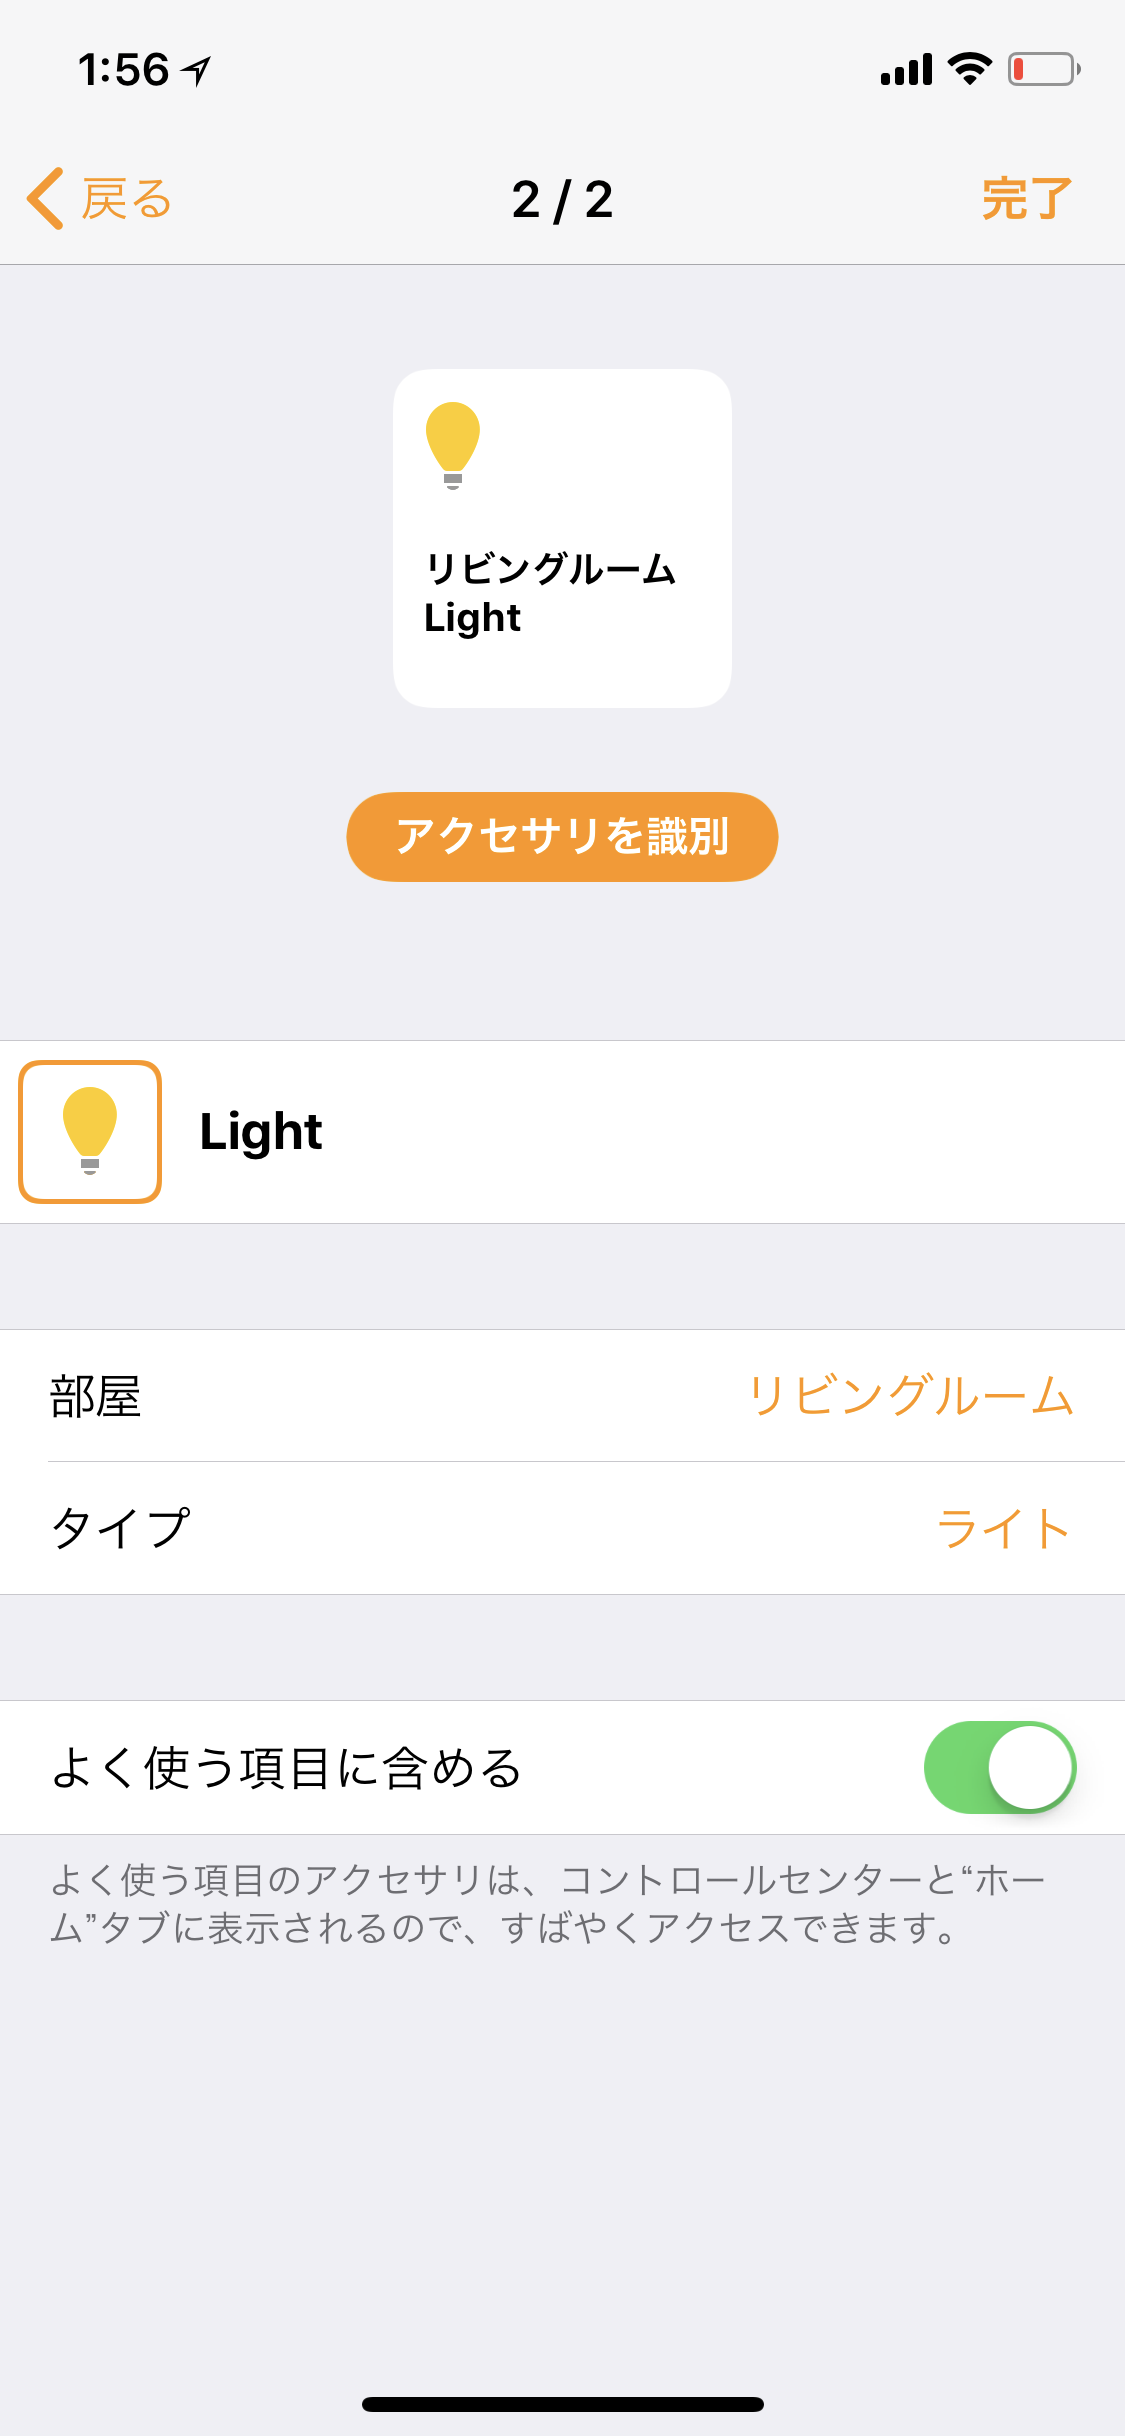 1:56
戻る
2 / 2
完了
リビングルーム
Light
アクセサリを識別
Light
部屋
リビングルーム
タイプ
ライト
よく使う項目に含める
よく使う項目のアクセサリは、コントロールセンターと“ホー
ム”タブに表示されるので、すばやくアクセスできます。